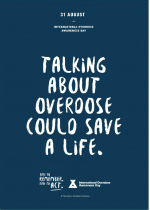 31 AUGUST
INTERNATIONAL OVERDOSE
AWARENESS DAY
TALKING
ABOUT
OVERDOSE
COULD SAVE
A LiFE.
TIME TO
REMEMBER.
TIME TO
ACT.
International Overdose
Awareness Day